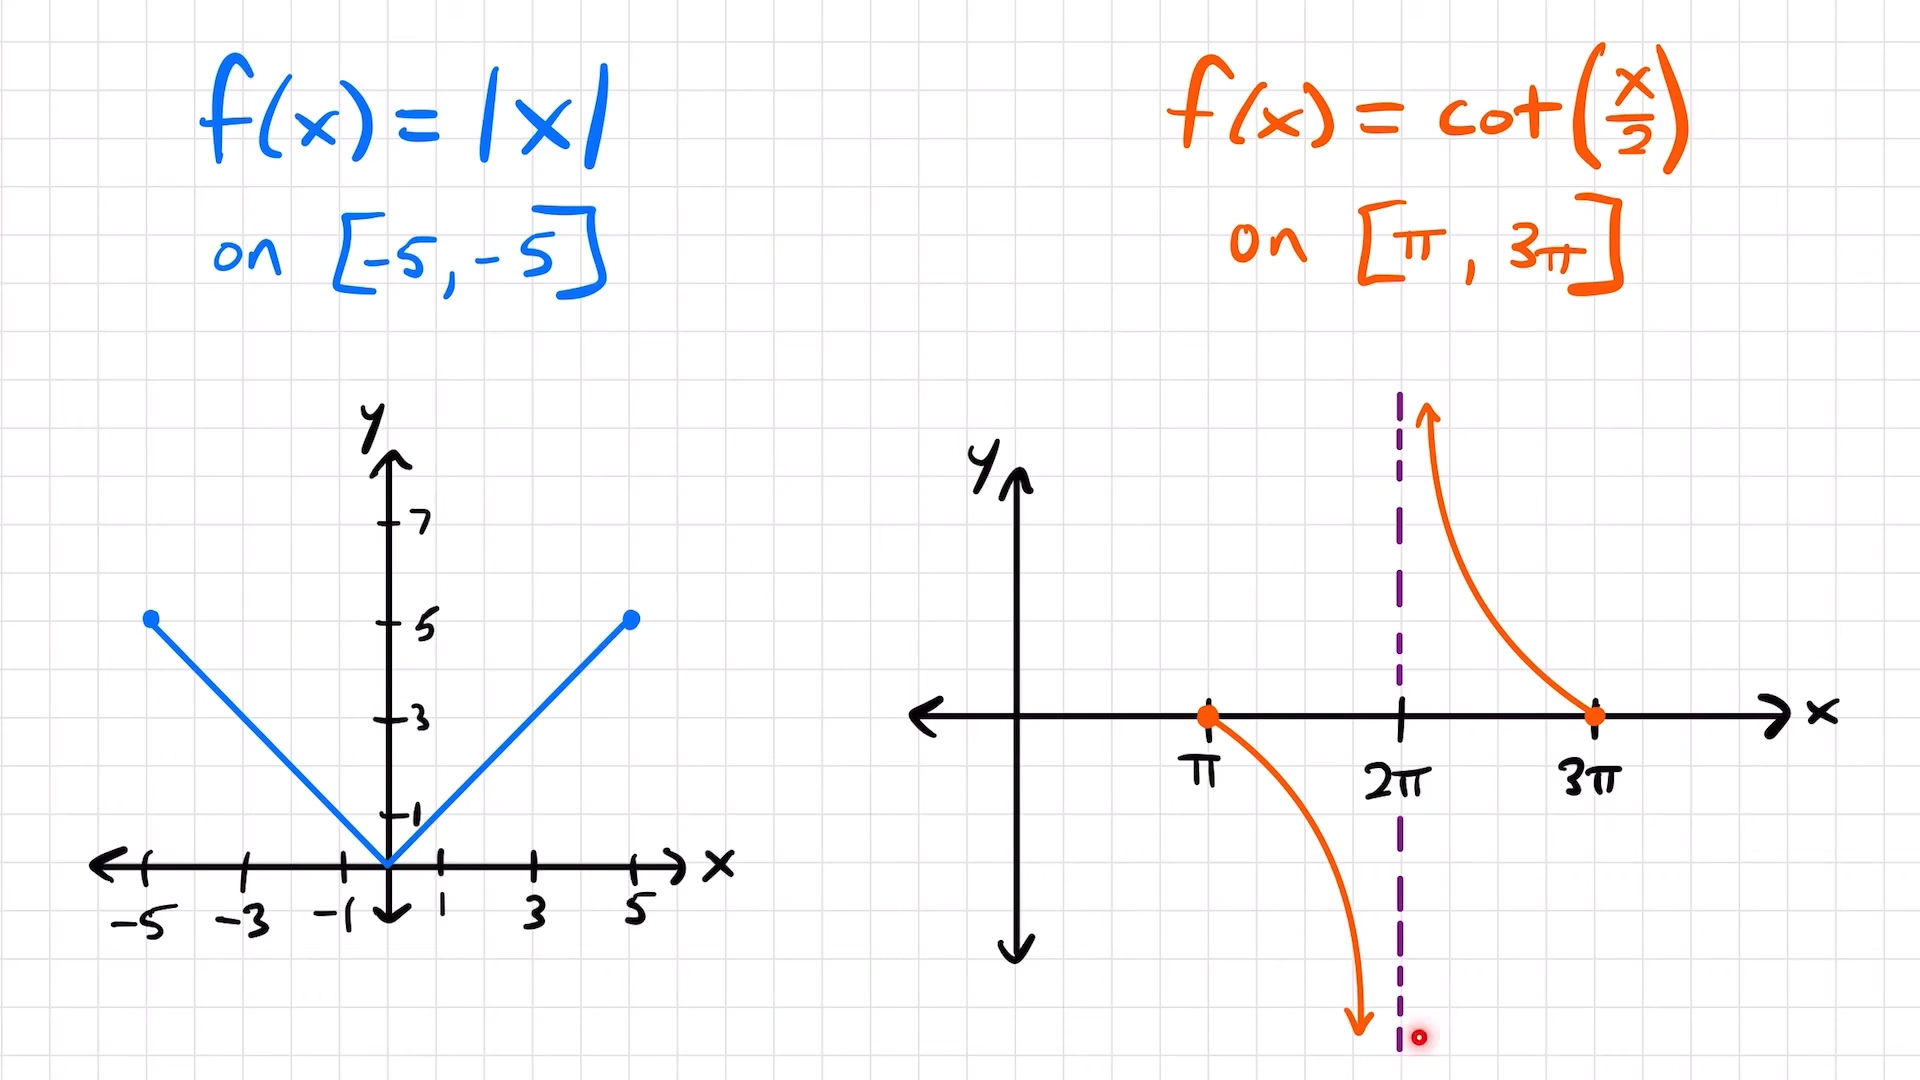 f(x) = |x|
on [-5, -5]
f(x) = cot(x/2)
on [π, 3π]
y
7
5
3
1
-5 -3 -1 1 3 5 x
y
π 2π 3π x